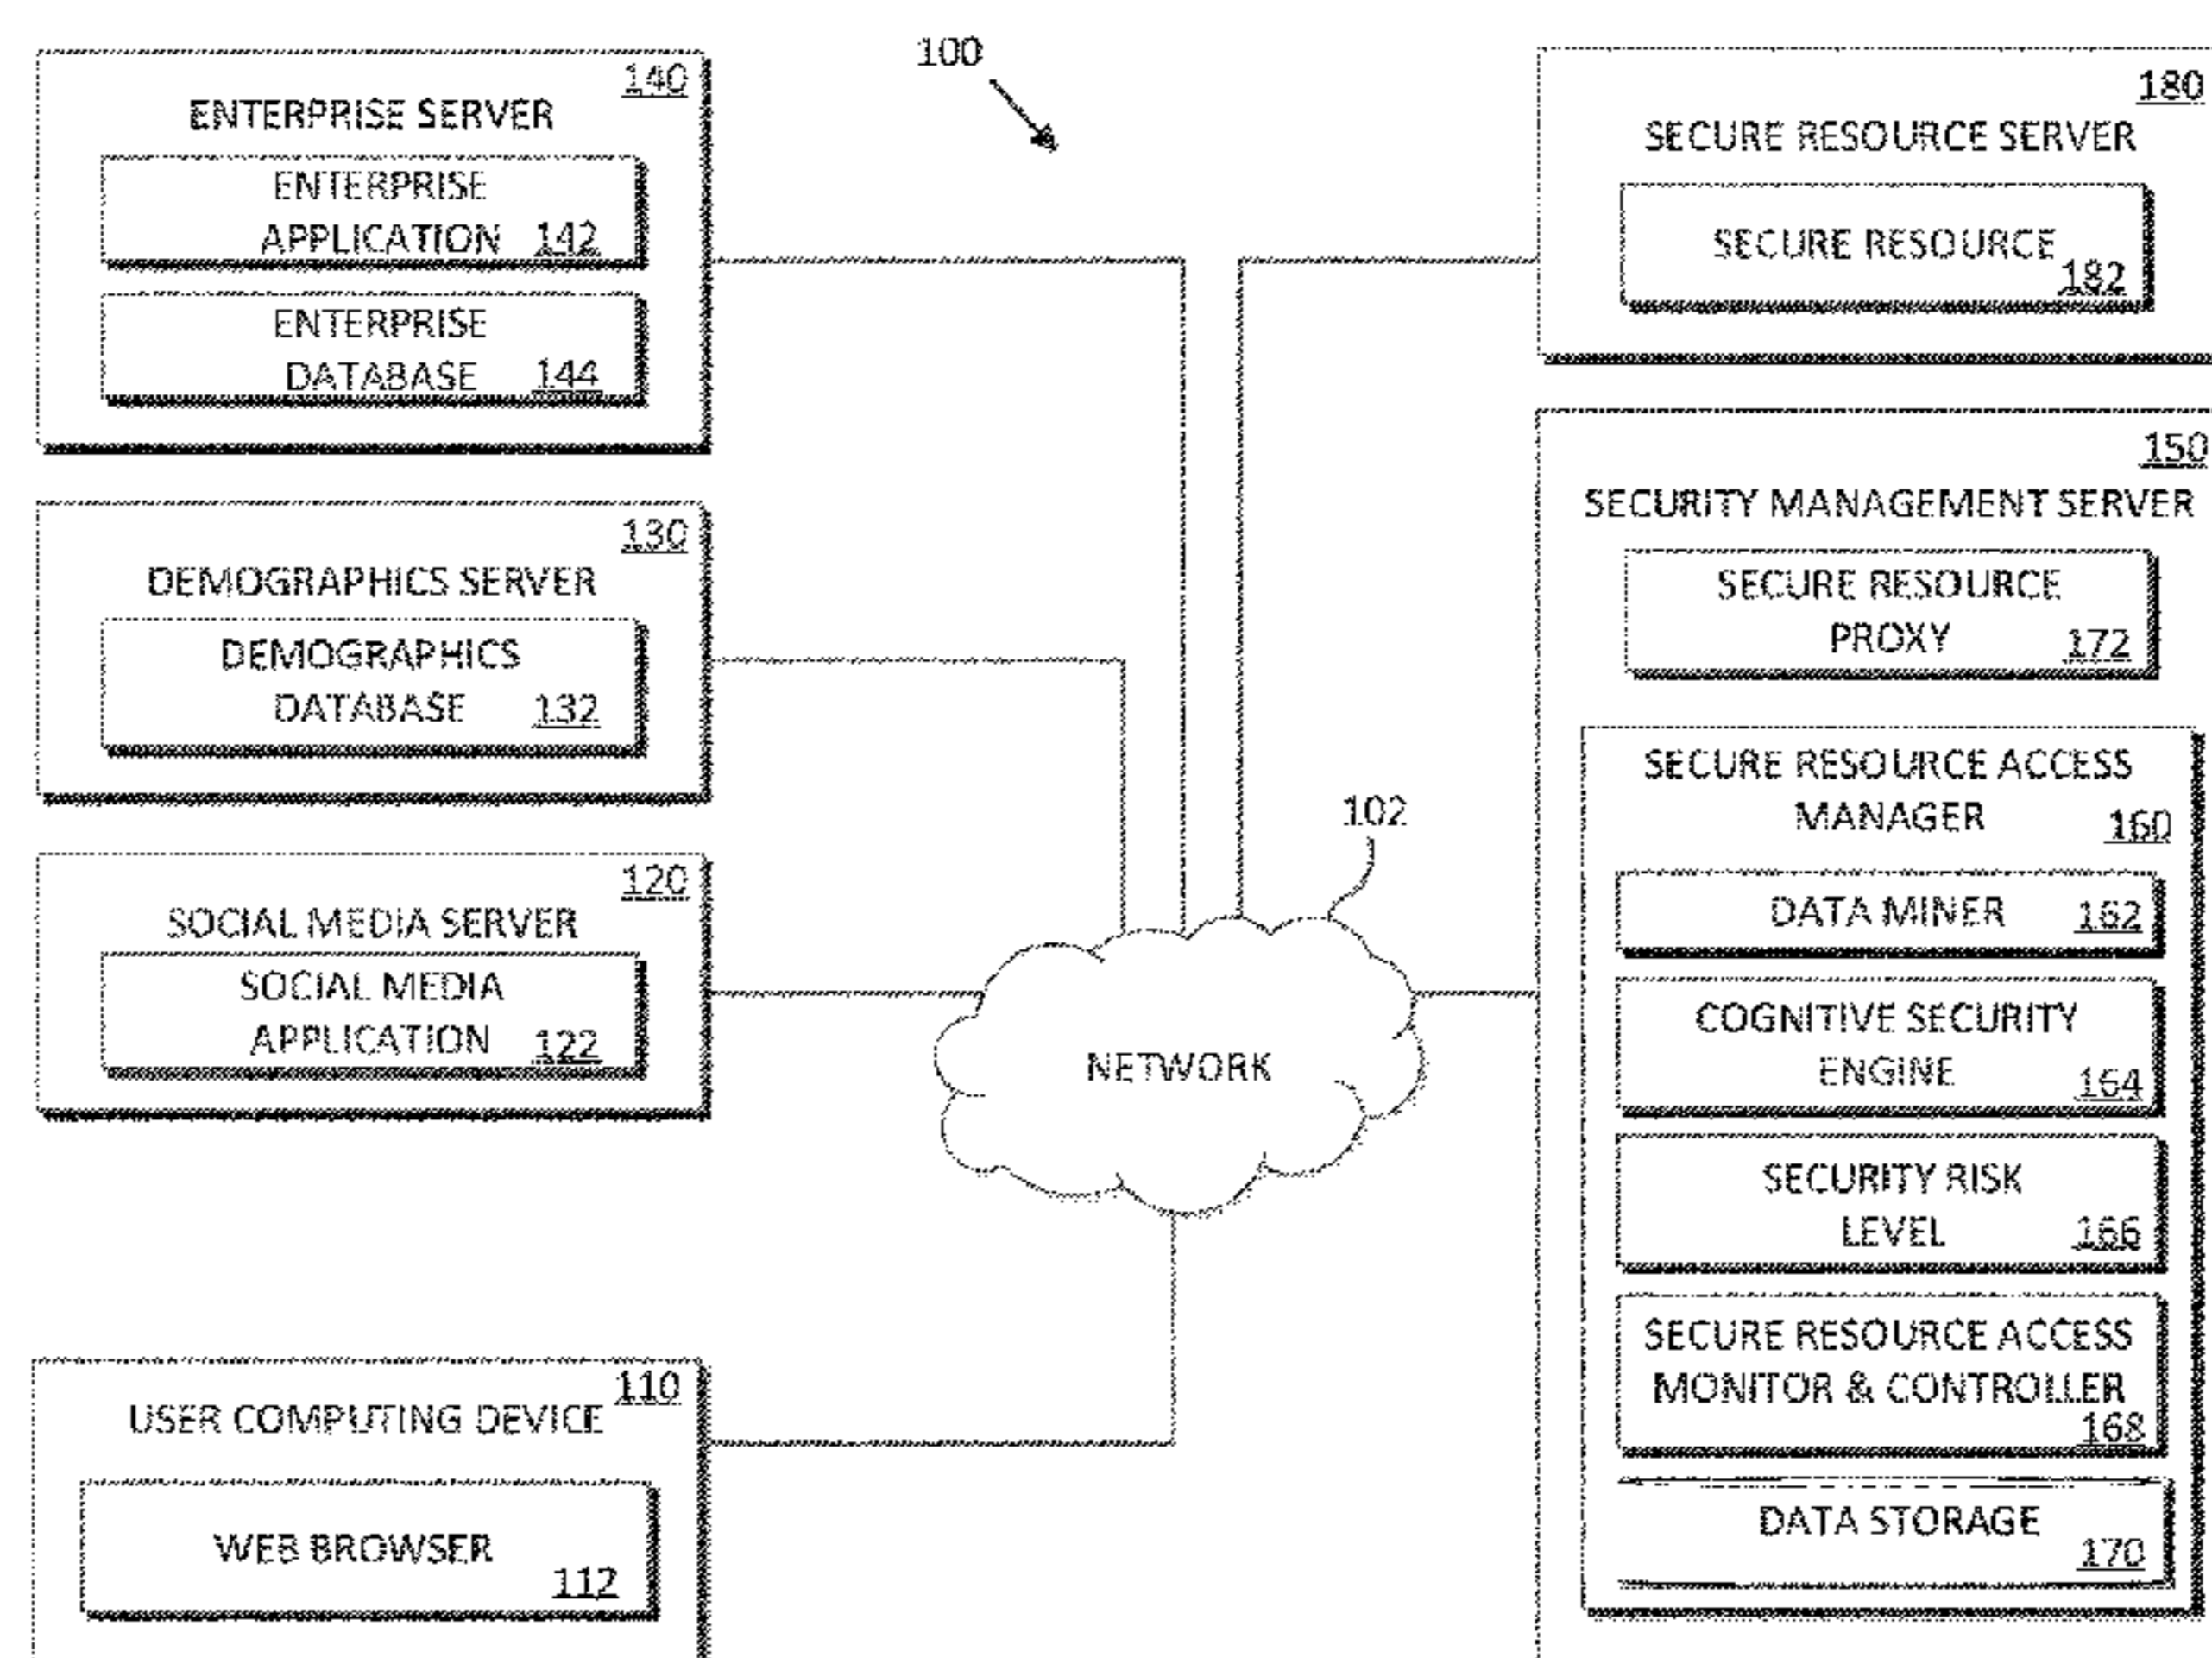 100
140
ENTERPRISE SERVER
ENTERPRISE
APPLICATION 142
ENTERPRISE
DATABASE 144
130
DEMOGRAPHICS SERVER
DEMOGRAPHICS
DATABASE 132
120
SOCIAL MEDIA SERVER
SOCIAL MEDIA
APPLICATION 122
110
USER COMPUTING DEVICE
WEB BROWSER
112
102
NETWORK
180
SECURE RESOURCE SERVER
SECURE RESOURCE
182
150
SECURITY MANAGEMENT SERVER
SECURE RESOURCE
PROXY 172
SECURE RESOURCE ACCESS
MANAGER 160
DATA MINER 162
COGNITIVE SECURITY
ENGINE 164
SECURITY RISK
LEVEL 166
SECURE RESOURCE ACCESS
MONITOR & CONTROLLER
168
DATA STORAGE
170